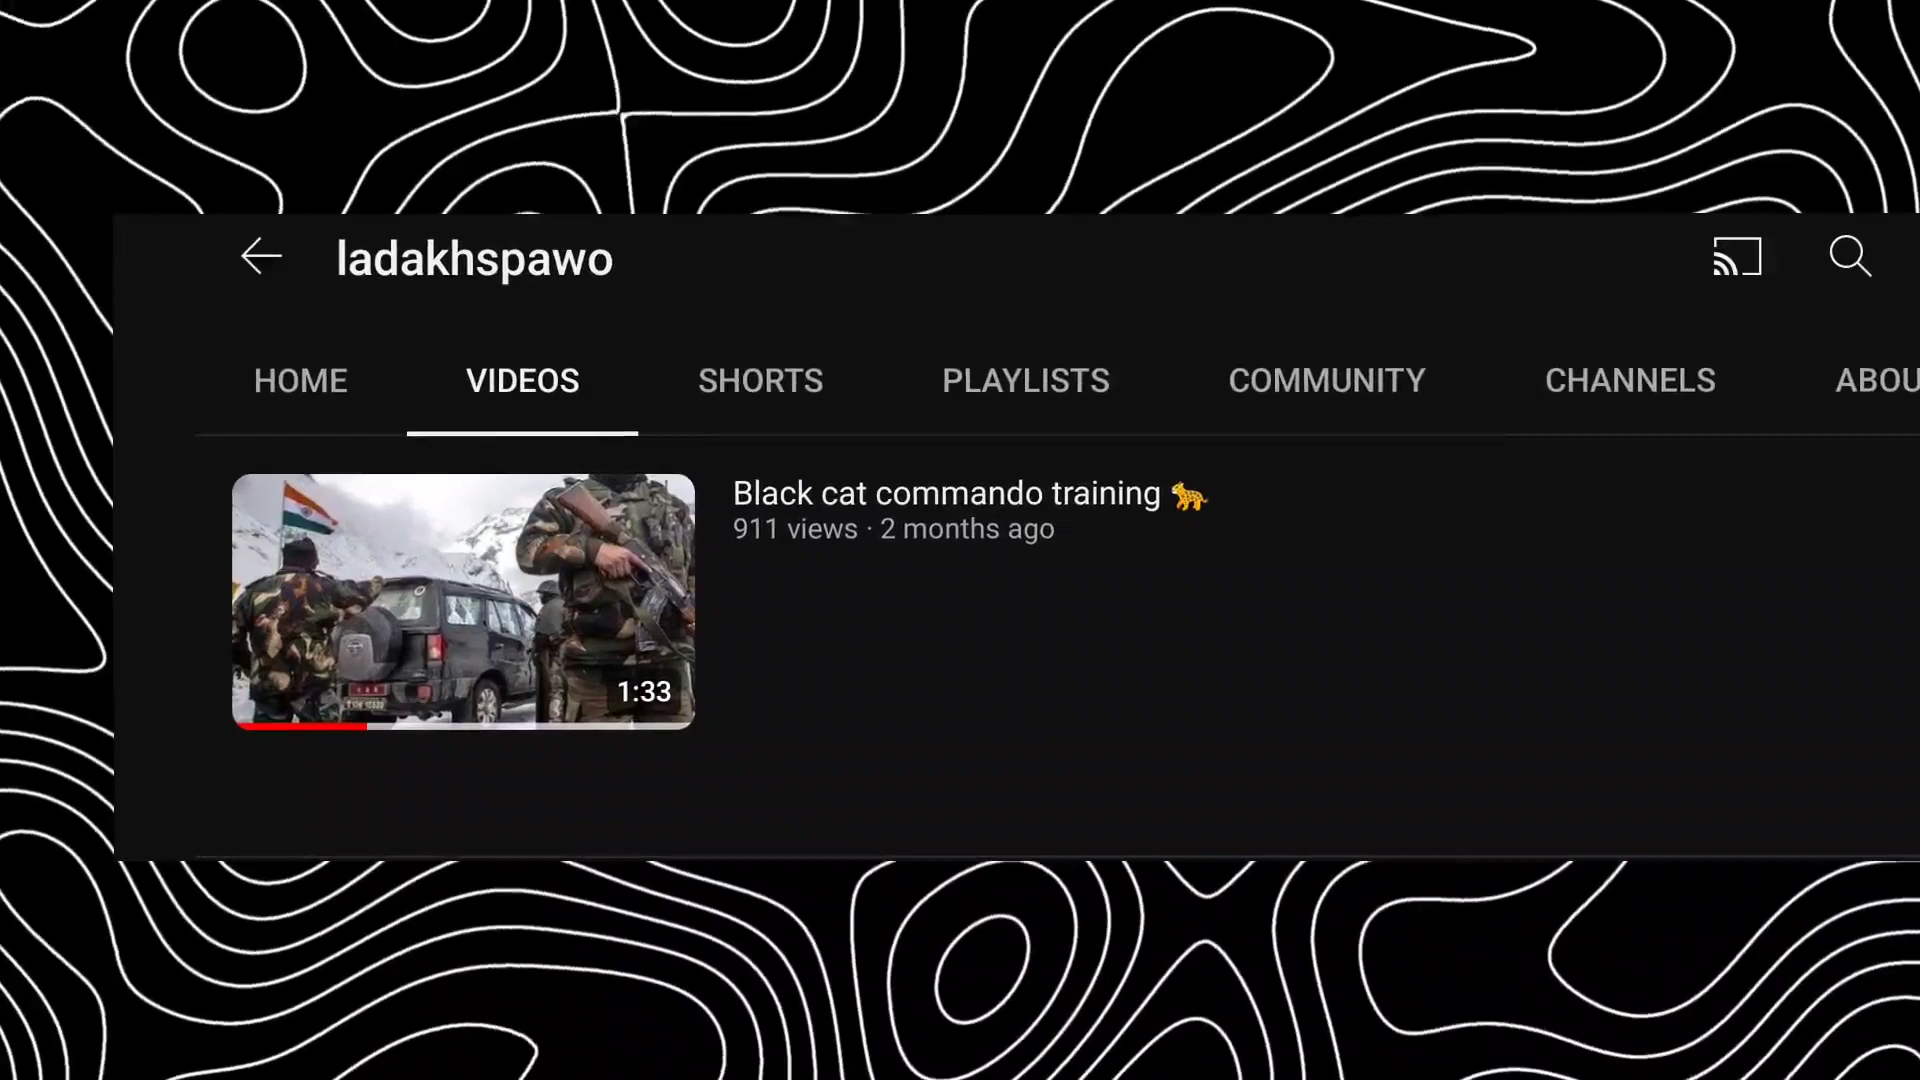 ladakhspawo
HOME VIDEOS SHORTS PLAYLISTS COMMUNITY CHANNELS ABOU
Black cat commando training 🐆
911 views · 2 months ago
1:33